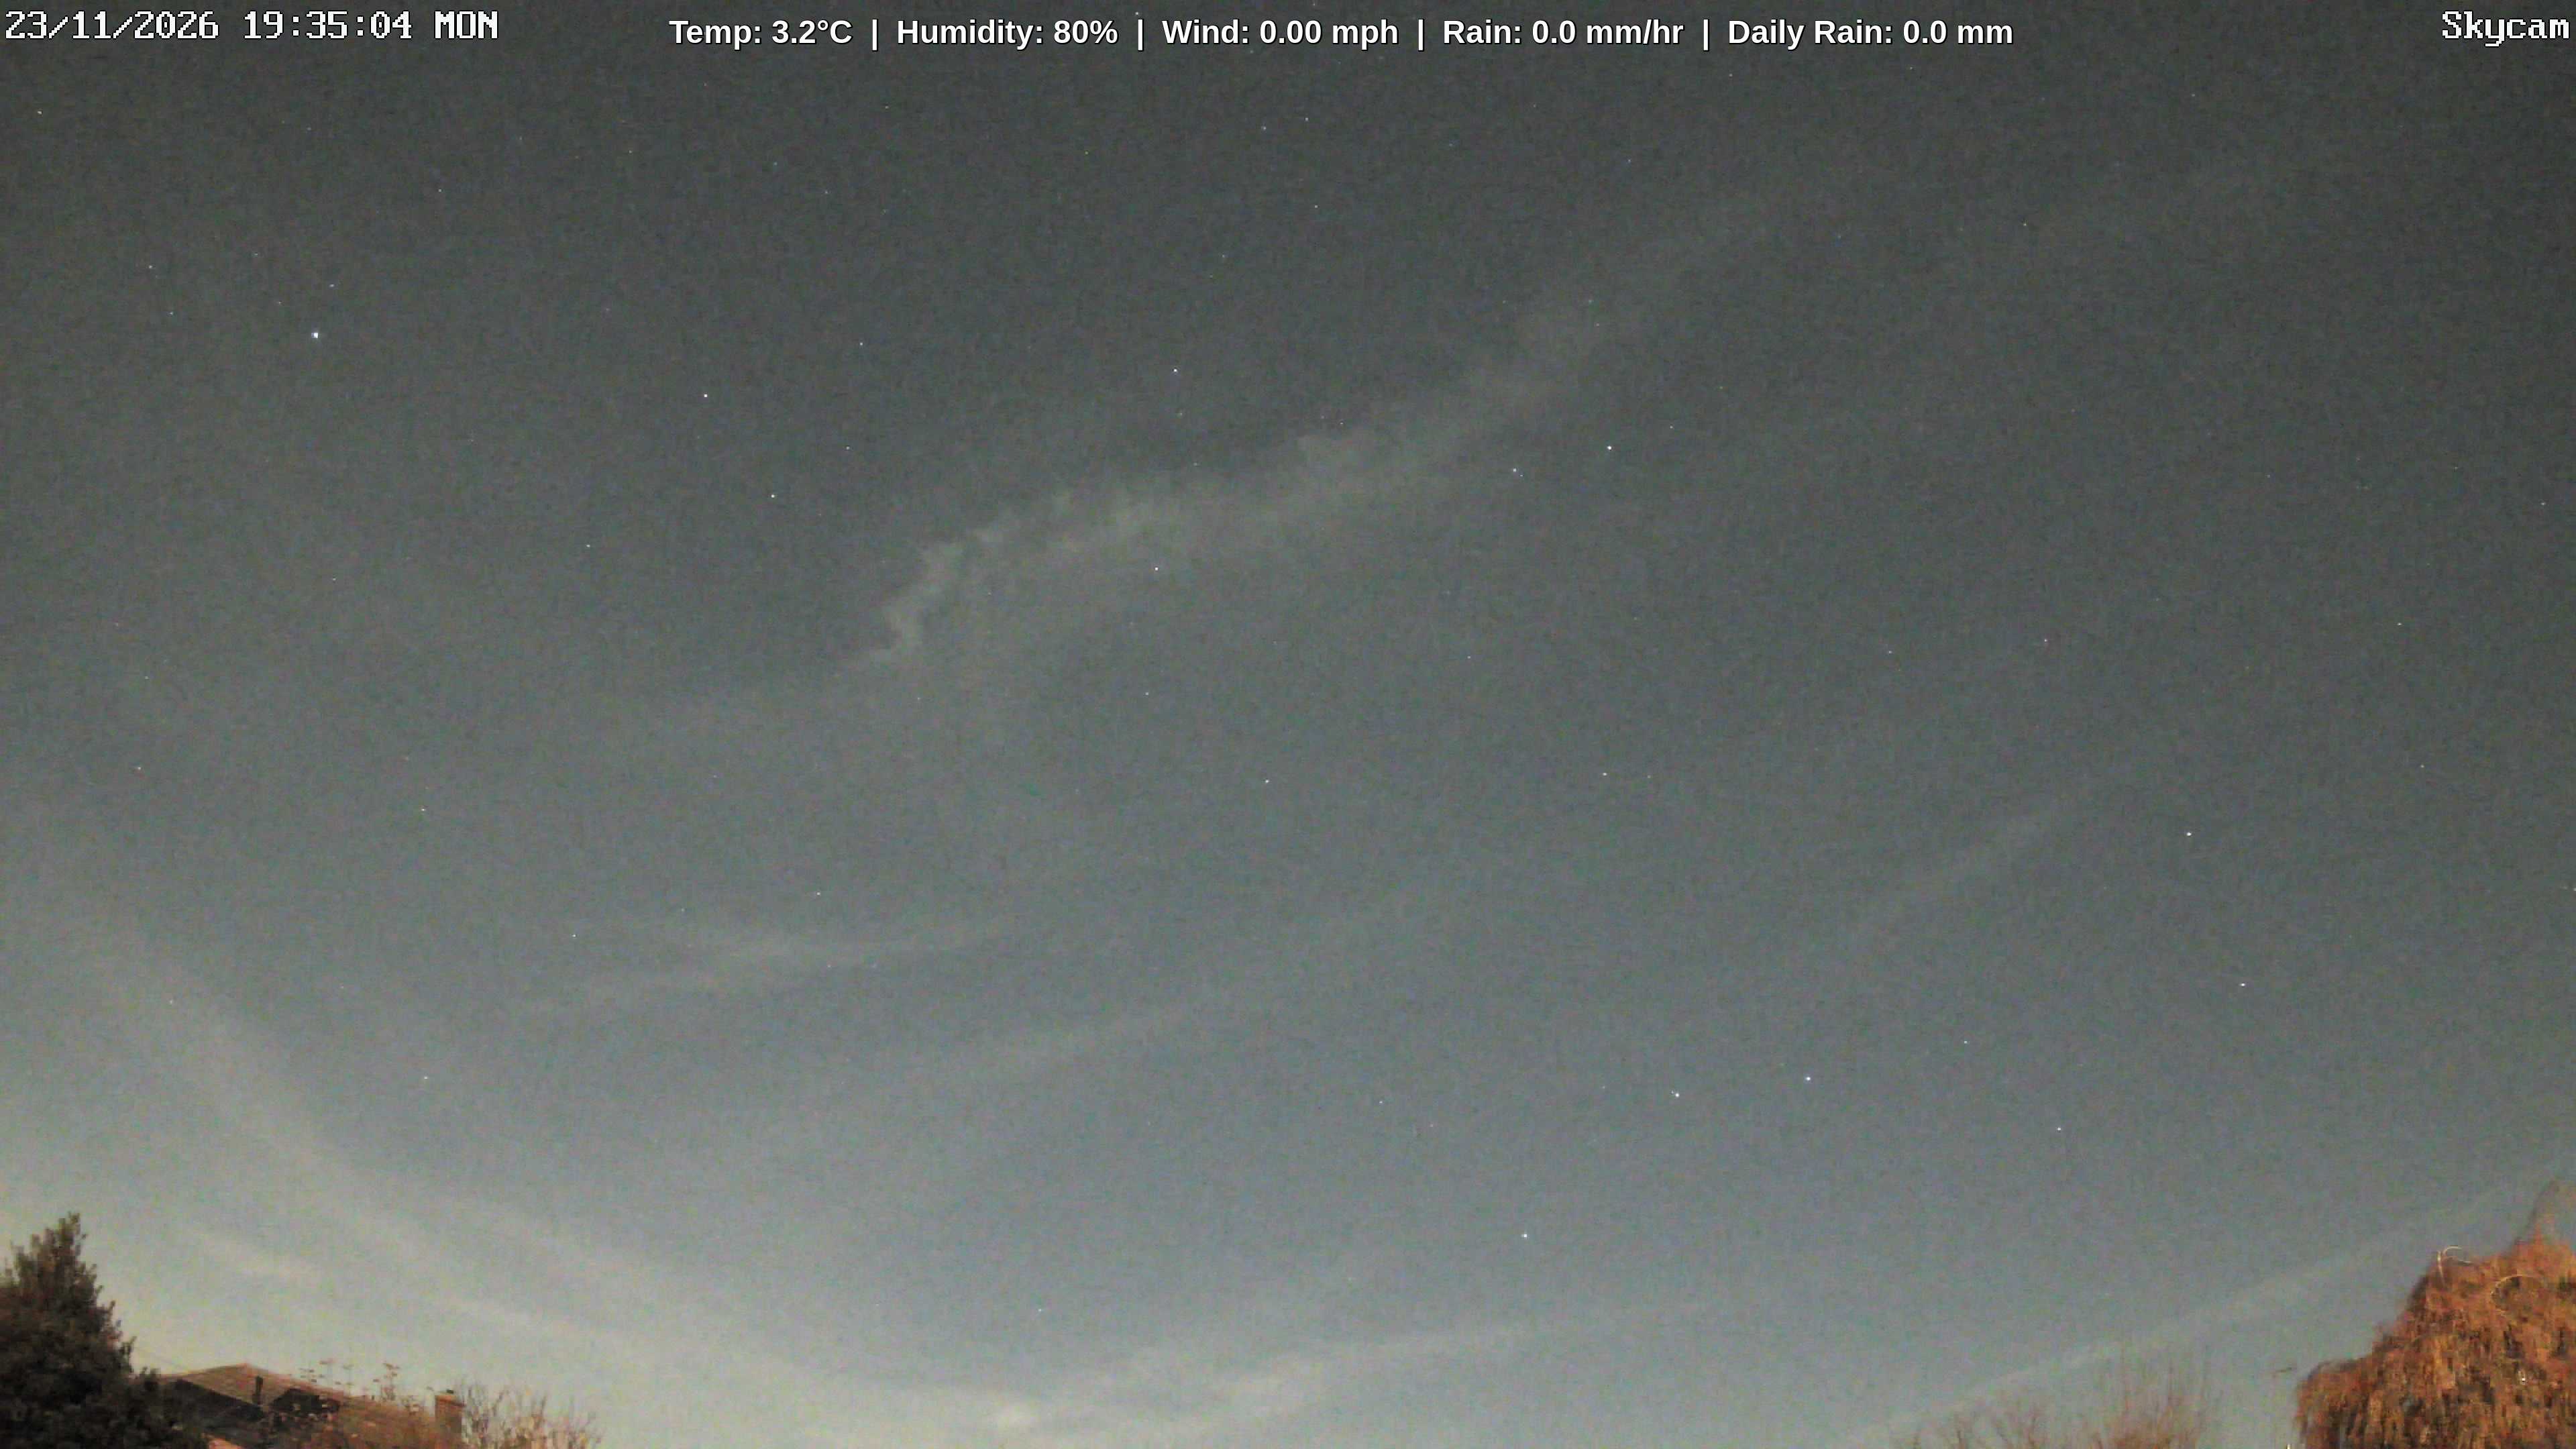 23/11/2026 19:35:04 MON
Temp: 3.2°C | Humidity: 80% | Wind: 0.00 mph | Rain: 0.0 mm/hr | Daily Rain: 0.0 mm
Skycam